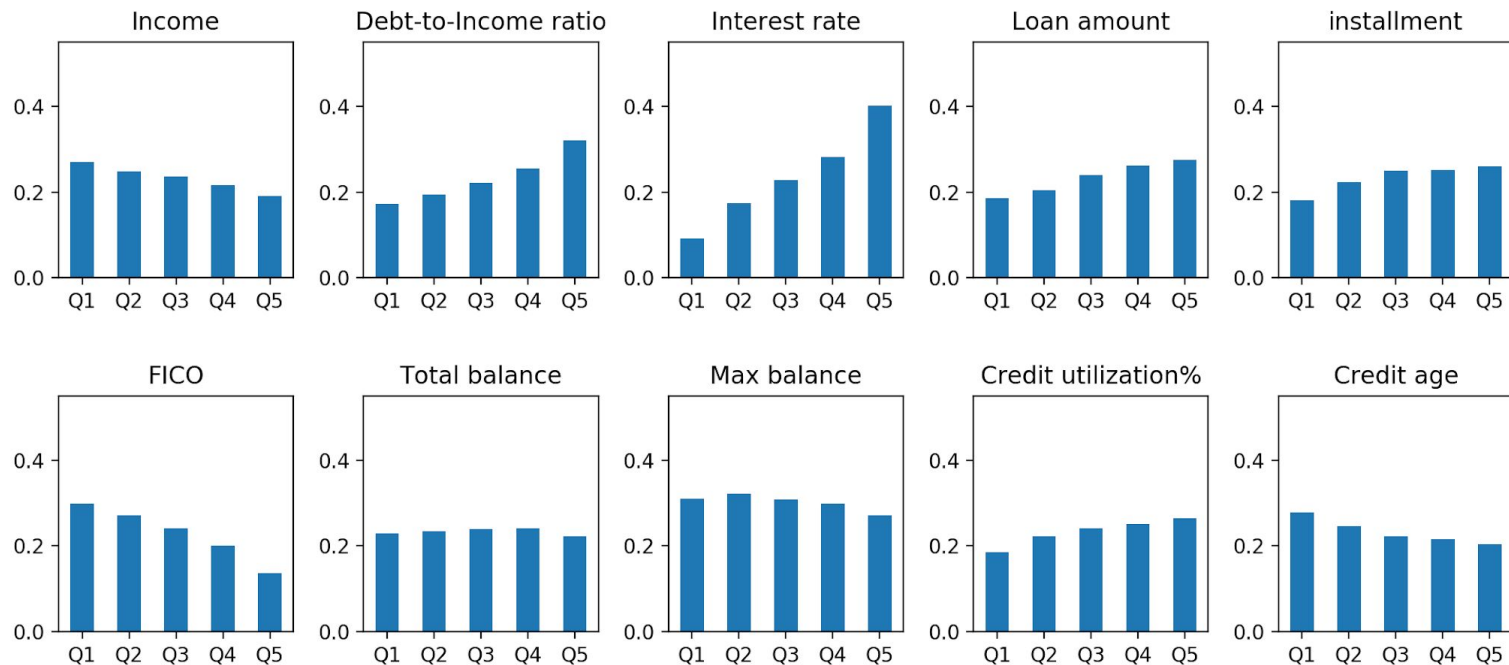 Income Debt-to-Income ratio Interest rate Loan amount installment
0.4 0.4 0.4 0.4 0.4
0.2 0.2 0.2 0.2 0.2
0.0 0.0 0.0 0.0 0.0
Q1 Q2 Q3 Q4 Q5 Q1 Q2 Q3 Q4 Q5 Q1 Q2 Q3 Q4 Q5 Q1 Q2 Q3 Q4 Q5 Q1 Q2 Q3 Q4 Q5
FICO Total balance Max balance Credit utilization% Credit age
0.4 0.4 0.4 0.4 0.4
0.2 0.2 0.2 0.2 0.2
0.0 0.0 0.0 0.0 0.0
Q1 Q2 Q3 Q4 Q5 Q1 Q2 Q3 Q4 Q5 Q1 Q2 Q3 Q4 Q5 Q1 Q2 Q3 Q4 Q5 Q1 Q2 Q3 Q4 Q5